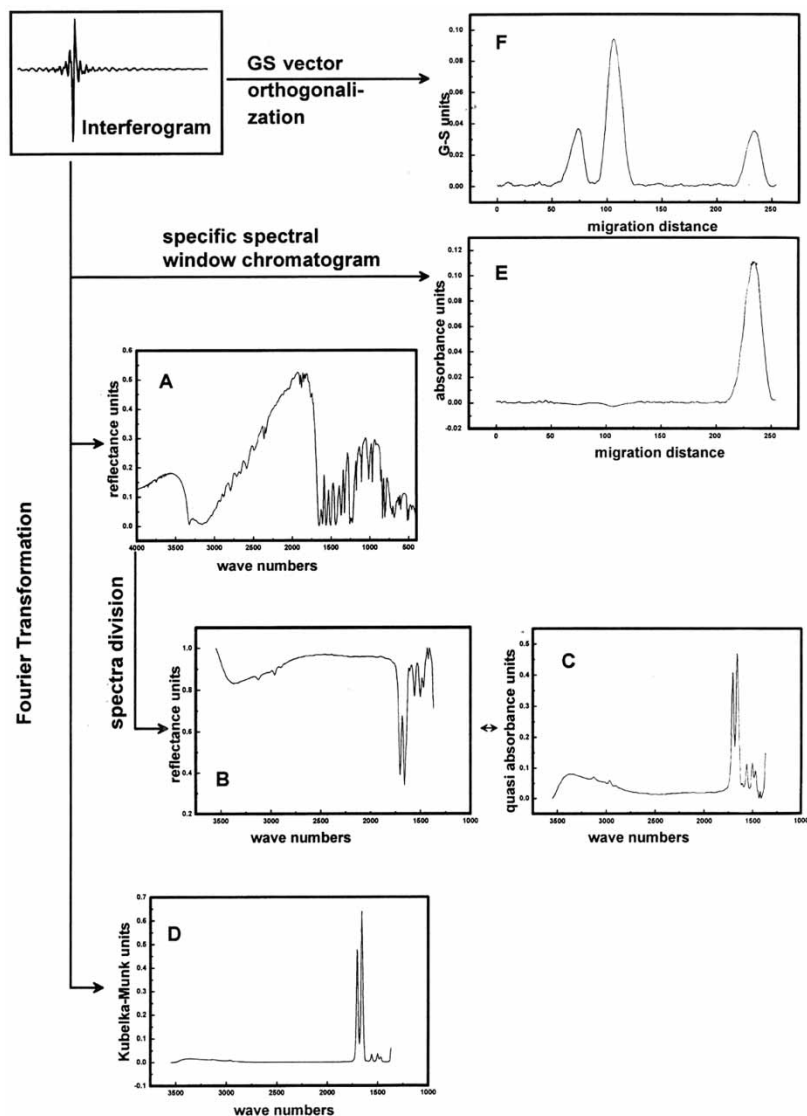 Interferogram
GS vector
orthogonali-
zation
F
G-S units
0.10
0.08
0.06
0.04
0.02
0.00
0 50 100 150 200 250
migration distance
specific spectral
window chromatogram
E
absorbance units
0.12
0.10
0.08
0.06
0.04
0.02
0.00
-0.02
0 50 100 150 200 250
migration distance
Fourier Transformation
A
reflectance units
0.6
0.5
0.4
0.3
0.2
0.1
0.0
4000 3500 3000 2500 2000 1500 1000 500
wave numbers
spectra division
B
reflectance units
1.0
0.8
0.6
0.4
0.2
3500 3000 2500 2000 1500 1000
wave numbers
C
quasi absorbance units
0.5
0.4
0.3
0.2
0.1
0.0
3500 3000 2500 2000 1500 1000
wave numbers
D
Kubelka-Munk units
0.7
0.6
0.5
0.4
0.3
0.2
0.1
0.0
-0.1
3500 3000 2500 2000 1500 1000
wave numbers